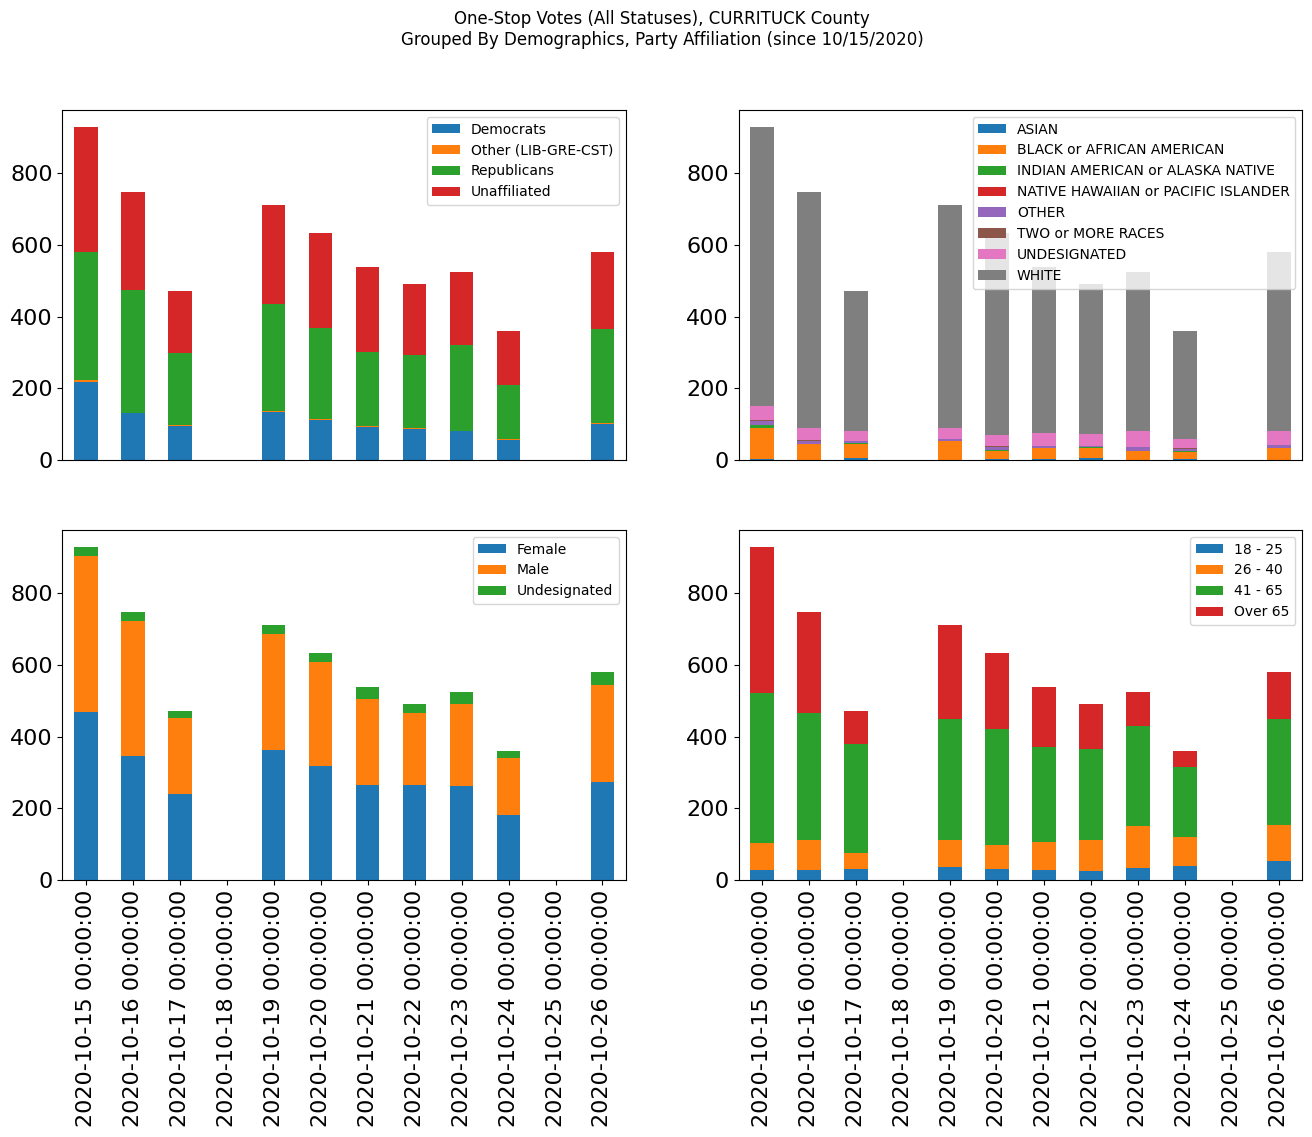 One-Stop Votes (All Statuses), CURRITUCK County
Grouped By Demographics, Party Affiliation (since 10/15/2020)
800
600
400
200
0
Democrats
Other (LIB-GRE-CST)
Republicans
Unaffiliated
800
600
400
200
0
ASIAN
BLACK or AFRICAN AMERICAN
INDIAN AMERICAN or ALASKA NATIVE
NATIVE HAWAIIAN or PACIFIC ISLANDER
OTHER
TWO or MORE RACES
UNDESIGNATED
WHITE
800
600
400
200
0
Female
Male
Undesignated
2020-10-15 00:00:00
2020-10-16 00:00:00
2020-10-17 00:00:00
2020-10-18 00:00:00
2020-10-19 00:00:00
2020-10-20 00:00:00
2020-10-21 00:00:00
2020-10-22 00:00:00
2020-10-23 00:00:00
2020-10-24 00:00:00
2020-10-25 00:00:00
2020-10-26 00:00:00
800
600
400
200
0
18 - 25
26 - 40
41 - 65
Over 65
2020-10-15 00:00:00
2020-10-16 00:00:00
2020-10-17 00:00:00
2020-10-18 00:00:00
2020-10-19 00:00:00
2020-10-20 00:00:00
2020-10-21 00:00:00
2020-10-22 00:00:00
2020-10-23 00:00:00
2020-10-24 00:00:00
2020-10-25 00:00:00
2020-10-26 00:00:00